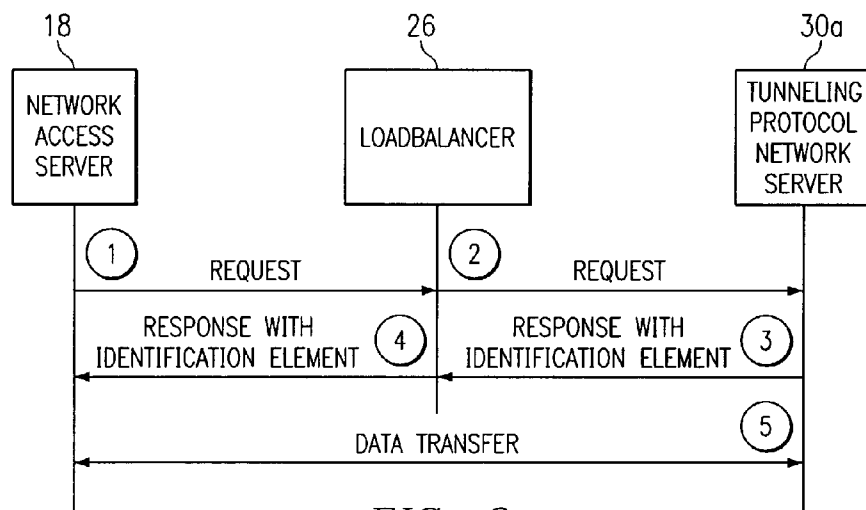 18
26
30a
NETWORK
ACCESS
SERVER
LOADBALANCER
TUNNELING
PROTOCOL
NETWORK
SERVER
1
REQUEST
2
REQUEST
RESPONSE WITH
IDENTIFICATION ELEMENT
4
RESPONSE WITH
IDENTIFICATION ELEMENT
3
DATA TRANSFER
5